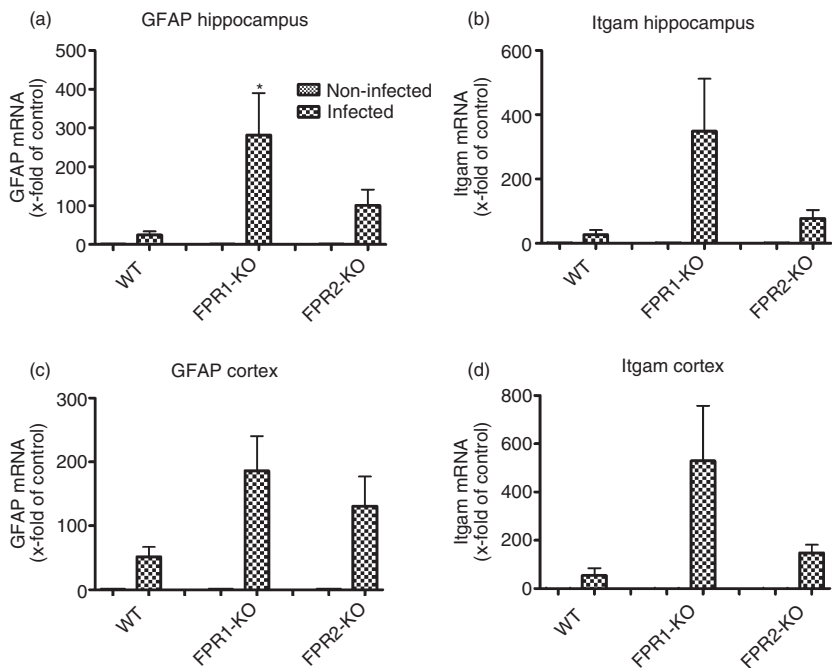 (a)
GFAP hippocampus
500
400
300
200
100
0
GFAP mRNA
(x-fold of control)
*
Non-infected
Infected
WT
FPR1-KO
FPR2-KO
(b)
Itgam hippocampus
600
400
200
0
Itgam mRNA
(x-fold of control)
WT
FPR1-KO
FPR2-KO
(c)
GFAP cortex
300
200
100
0
GFAP mRNA
(x-fold of control)
WT
FPR1-KO
FPR2-KO
(d)
Itgam cortex
800
600
400
200
0
Itgam mRNA
(x-fold of control)
WT
FPR1-KO
FPR2-KO